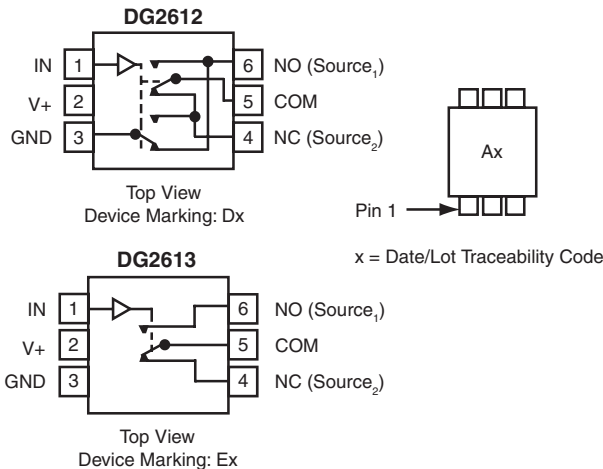 DG2612
IN 1 6 NO (Source₁)
V+ 2 5 COM
GND 3 4 NC (Source₂)
Top View
Device Marking: Dx
Ax
Pin 1
x = Date/Lot Traceability Code
DG2613
IN 1 6 NO (Source₁)
V+ 2 5 COM
GND 3 4 NC (Source₂)
Top View
Device Marking: Ex